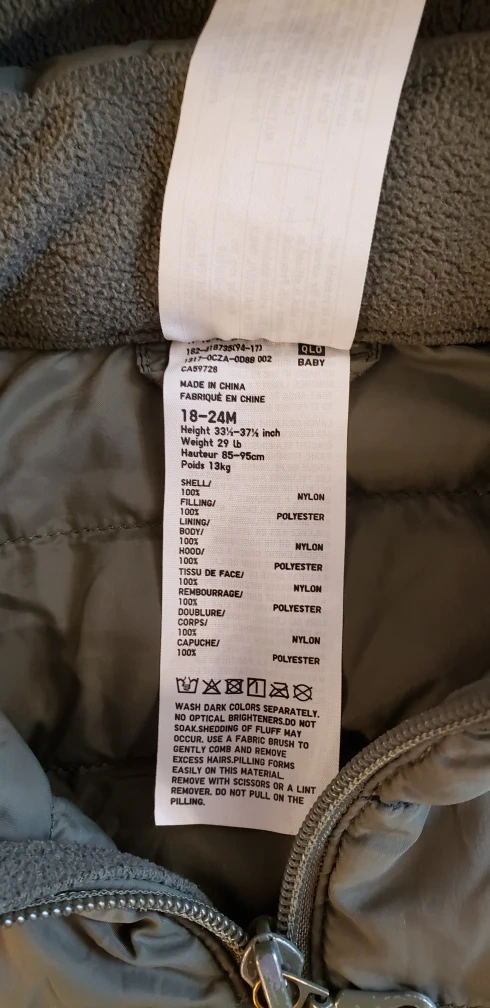 182-318735(94-17)
QLO
CA59728
BABY
MADE IN CHINA
FABRIQUÉ EN CHINE
18-24M
Height 33½-37½ inch
Weight 29 lb
Hauteur 85-95cm
Poids 13kg
SHELL/
100% NYLON
FILLING/
100% POLYESTER
LINING/
BODY/
100% NYLON
HOOD/
100% POLYESTER
TISSU DE FACE/
100% NYLON
REMBOURRAGE/
100% POLYESTER
DOUBLURE/
CORPS/
100% NYLON
CAPUCHE/
100% POLYESTER
WASH DARK COLORS SEPARATELY.
NO OPTICAL BRIGHTENERS.DO NOT
SOAK.SHEDDING OF FLUFF MAY
OCCUR. USE A FABRIC BRUSH TO
GENTLY COMB AND REMOVE
EXCESS HAIRS.PILLING FORMS
EASILY ON THIS MATERIAL.
REMOVE WITH SCISSORS OR A LINT
REMOVER. DO NOT PULL ON THE
PILLING.